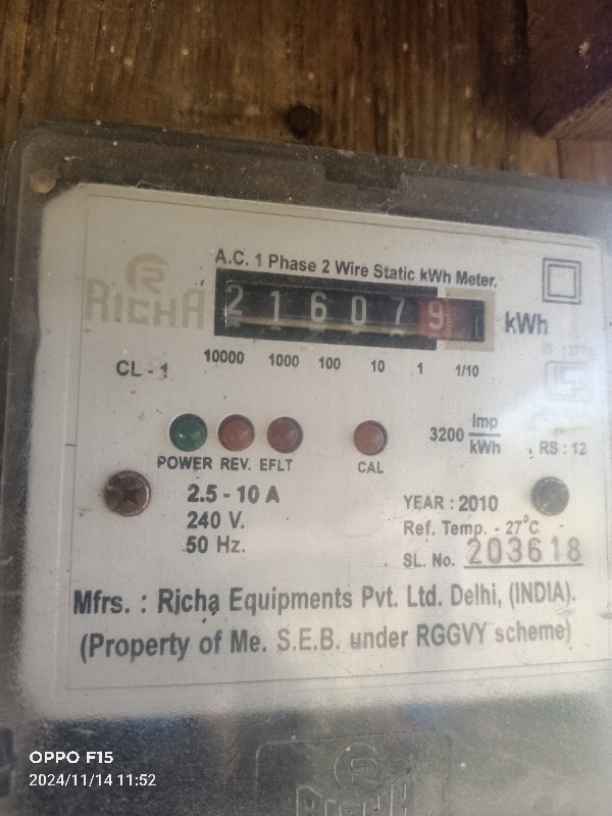 A.C. 1 Phase 2 Wire Static kWh Meter.
RICHA
216079 kWh
10000 1000 100 10 1 1/10
CL - 1
3200 Imp/kWh
RS : 12
POWER REV. EFLT CAL
2.5 - 10 A
240 V.
50 Hz.
YEAR : 2010
Ref. Temp. - 27°C
SL. No. 203618
Mfrs. : Richa Equipments Pvt. Ltd. Delhi, (INDIA).
(Property of Me. S.E.B. under RGGVY scheme)
RICHA
OPPO F15
2024/11/14 11:52